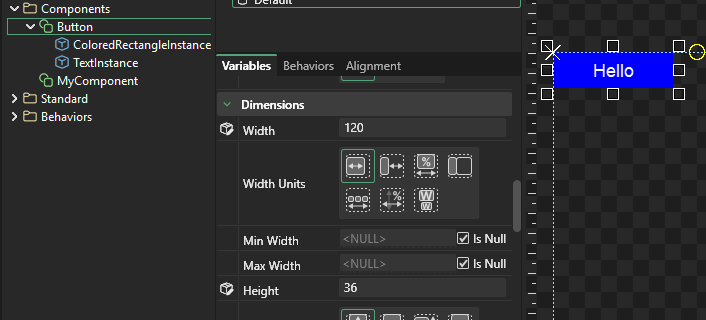 Components
Button
ColoredRectangleInstance
TextInstance
MyComponent
Standard
Behaviors
Default
Variables Behaviors Alignment
Dimensions
Width 120
Width Units
%
%
W
W
Min Width <NULL> Is Null
Max Width <NULL> Is Null
Height 36
Hello